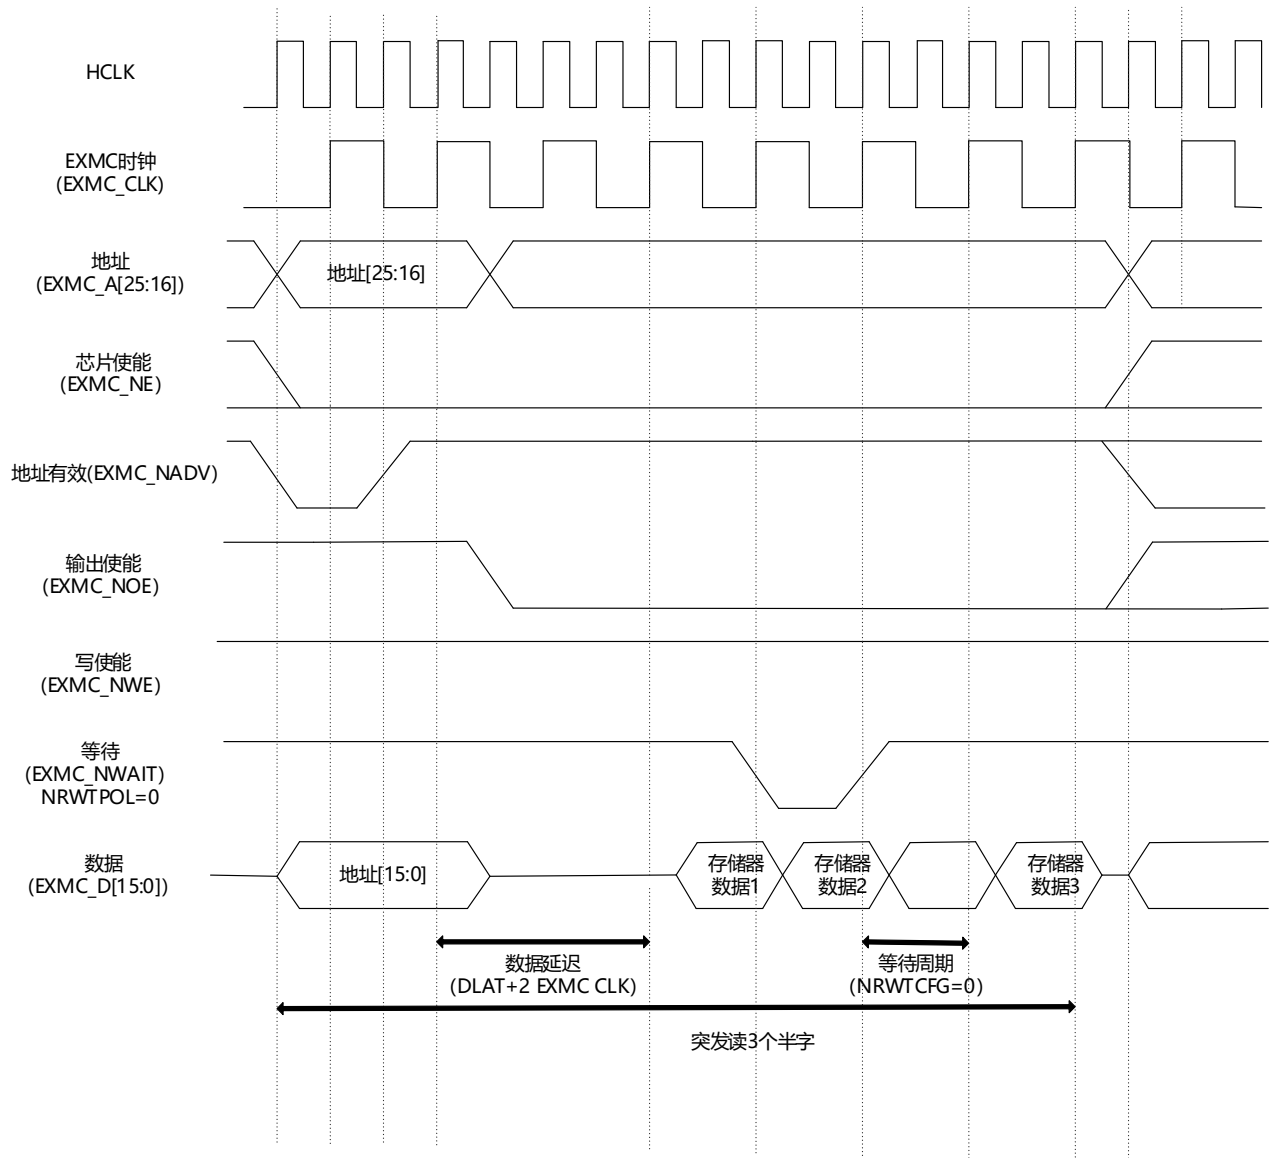 HCLK
EXMC时钟
(EXMC_CLK)
地址
(EXMC_A[25:16])
地址[25:16]
芯片使能
(EXMC_NE)
地址有效(EXMC_NADV)
输出使能
(EXMC_NOE)
写使能
(EXMC_NWE)
等待
(EXMC_NWAIT)
NRWTPOL=0
数据
(EXMC_D[15:0])
地址[15:0]
存储器
数据1
存储器
数据2
存储器
数据3
数据延迟
(DLAT+2 EXMC CLK)
等待周期
(NRWTCFG=0)
突发读3个半字